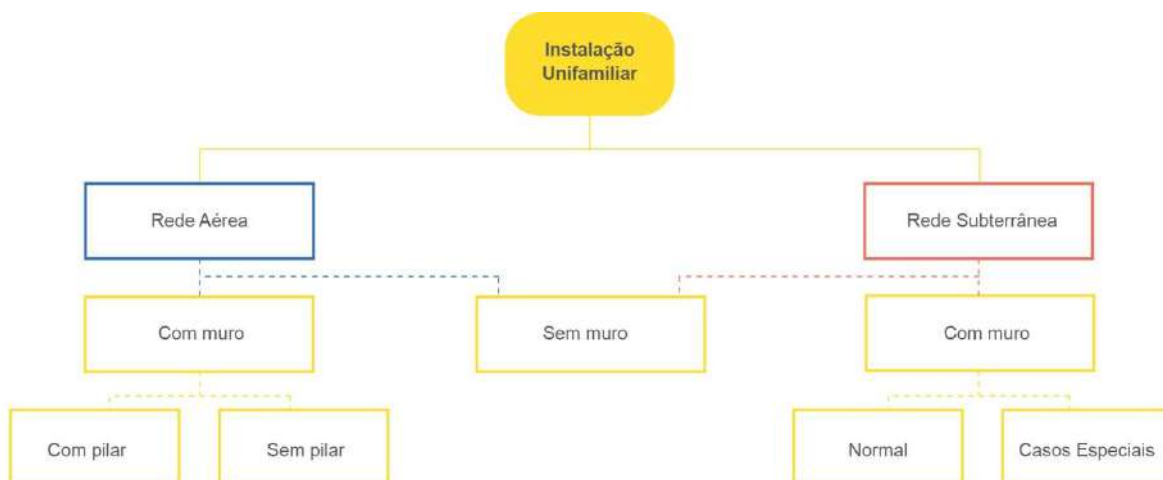 Instalação
Unifamiliar
Rede Aérea
Rede Subterrânea
Com muro
Sem muro
Com muro
Com pilar
Sem pilar
Normal
Casos Especiais